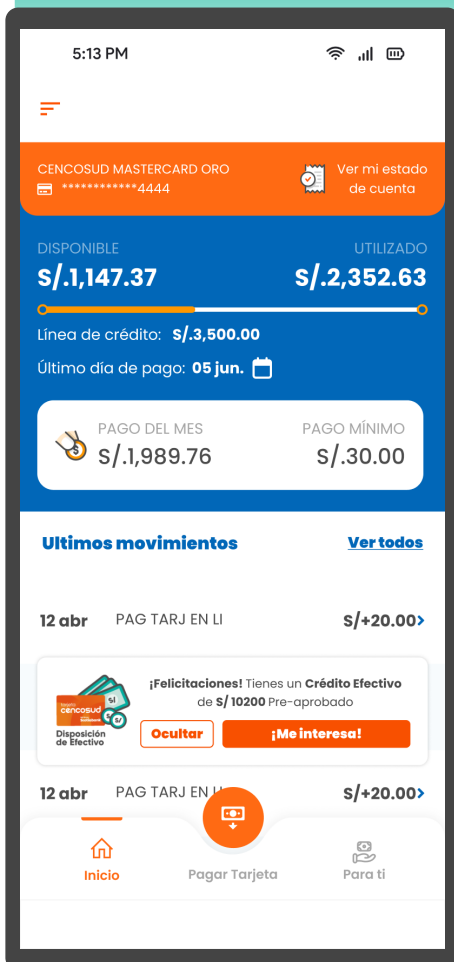 5:13 PM
CENCOSUD MASTERCARD ORO
************4444
Ver mi estado
de cuenta
DISPONIBLE
UTILIZADO
S/.1,147.37
S/.2,352.63
Línea de crédito: S/.3,500.00
Último día de pago: 05 jun.
PAGO DEL MES
PAGO MÍNIMO
S/.1,989.76
S/.30.00
Ultimos movimientos
Ver todos
12 abr PAG TARJ EN LI S/+20.00>
¡Felicitaciones! Tienes un Crédito Efectivo
de S/ 10200 Pre-aprobado
S/
cencosud
S/
Disposición
de Efectivo
Ocultar
¡Me interesa!
12 abr PAG TARJ EN S/+20.00>
Inicio
Pagar Tarjeta
Para ti